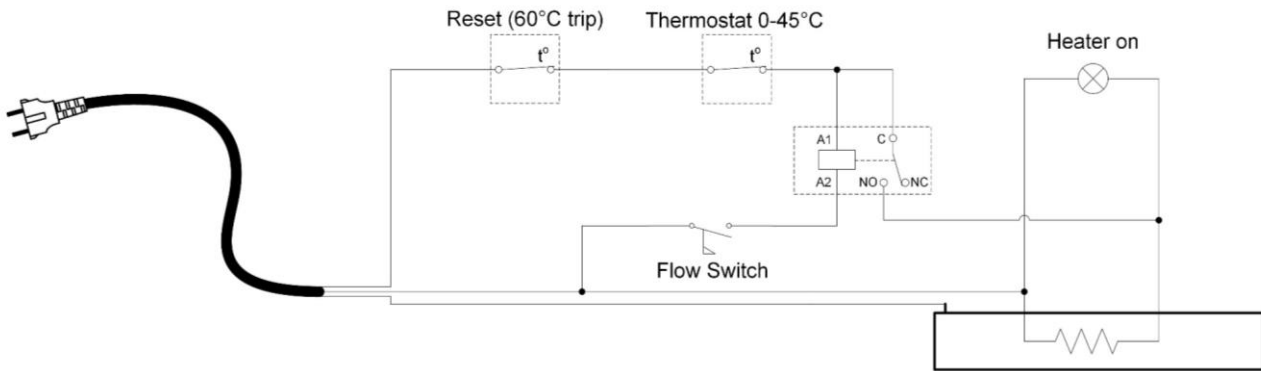 Reset (60°C trip)
Thermostat 0-45°C
Heater on
t°
t°
A1
C
A2
NO
NC
Flow Switch